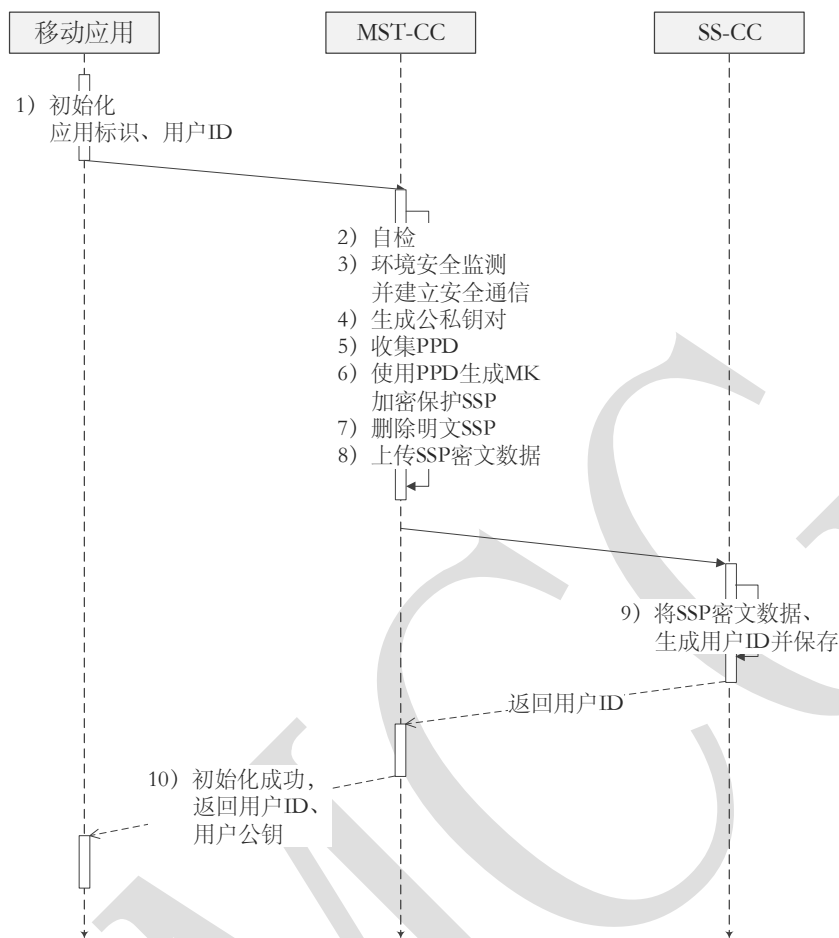 移动应用
MST-CC
SS-CC
1）初始化
应用标识、用户ID
2）自检
3）环境安全监测
并建立安全通信
4）生成公私钥对
5）收集PPD
6）使用PPD生成MK
加密保护SSP
7）删除明文SSP
8）上传SSP密文数据
9）将SSP密文数据、
生成用户ID并保存
返回用户ID
10）初始化成功，
返回用户ID、
用户公钥